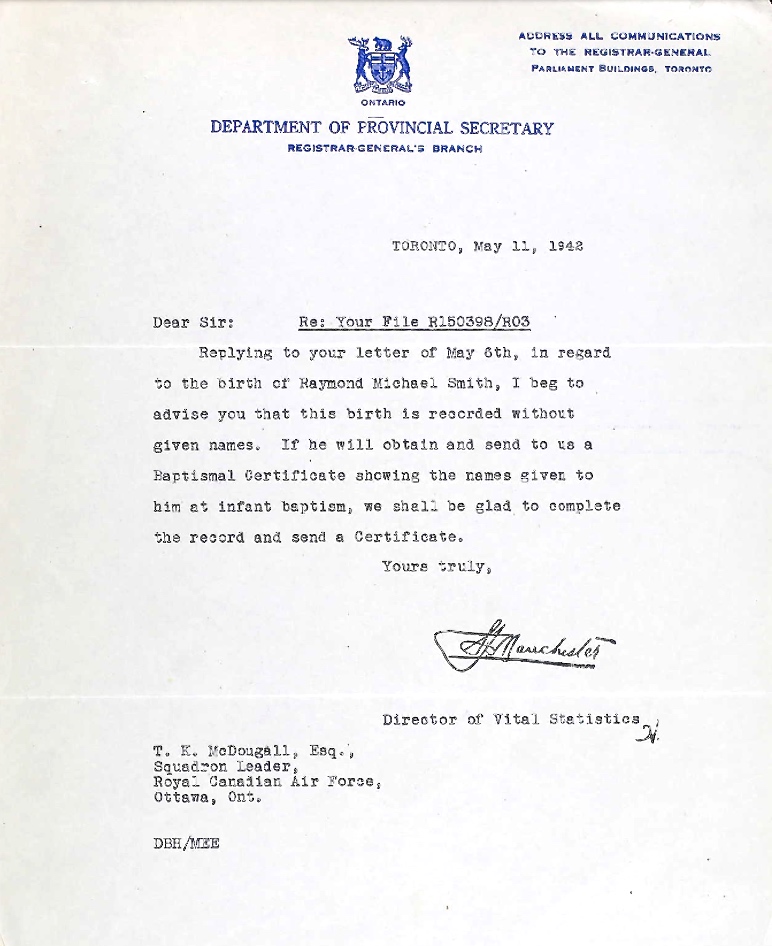 ADDRESS ALL COMMUNICATIONS
TO THE REGISTRAR-GENERAL
PARLIAMENT BUILDINGS, TORONTO
ONTARIO
DEPARTMENT OF PROVINCIAL SECRETARY
REGISTRAR-GENERAL'S BRANCH
TORONTO, May 11, 1942
Dear Sir: Re: Your File R150398/R03
Replying to your letter of May 6th, in regard
to the birth of Raymond Michael Smith, I beg to
advise you that this birth is recorded without
given names. If he will obtain and send to us a
Baptismal Certificate showing the names given to
him at infant baptism, we shall be glad to complete
the record and send a Certificate.
Yours truly,
Manchester
Director of Vital Statistics
T. K. McDougall, Esq.,
Squadron Leader,
Royal Canadian Air Force,
Ottawa, Ont.
DBH/MEE